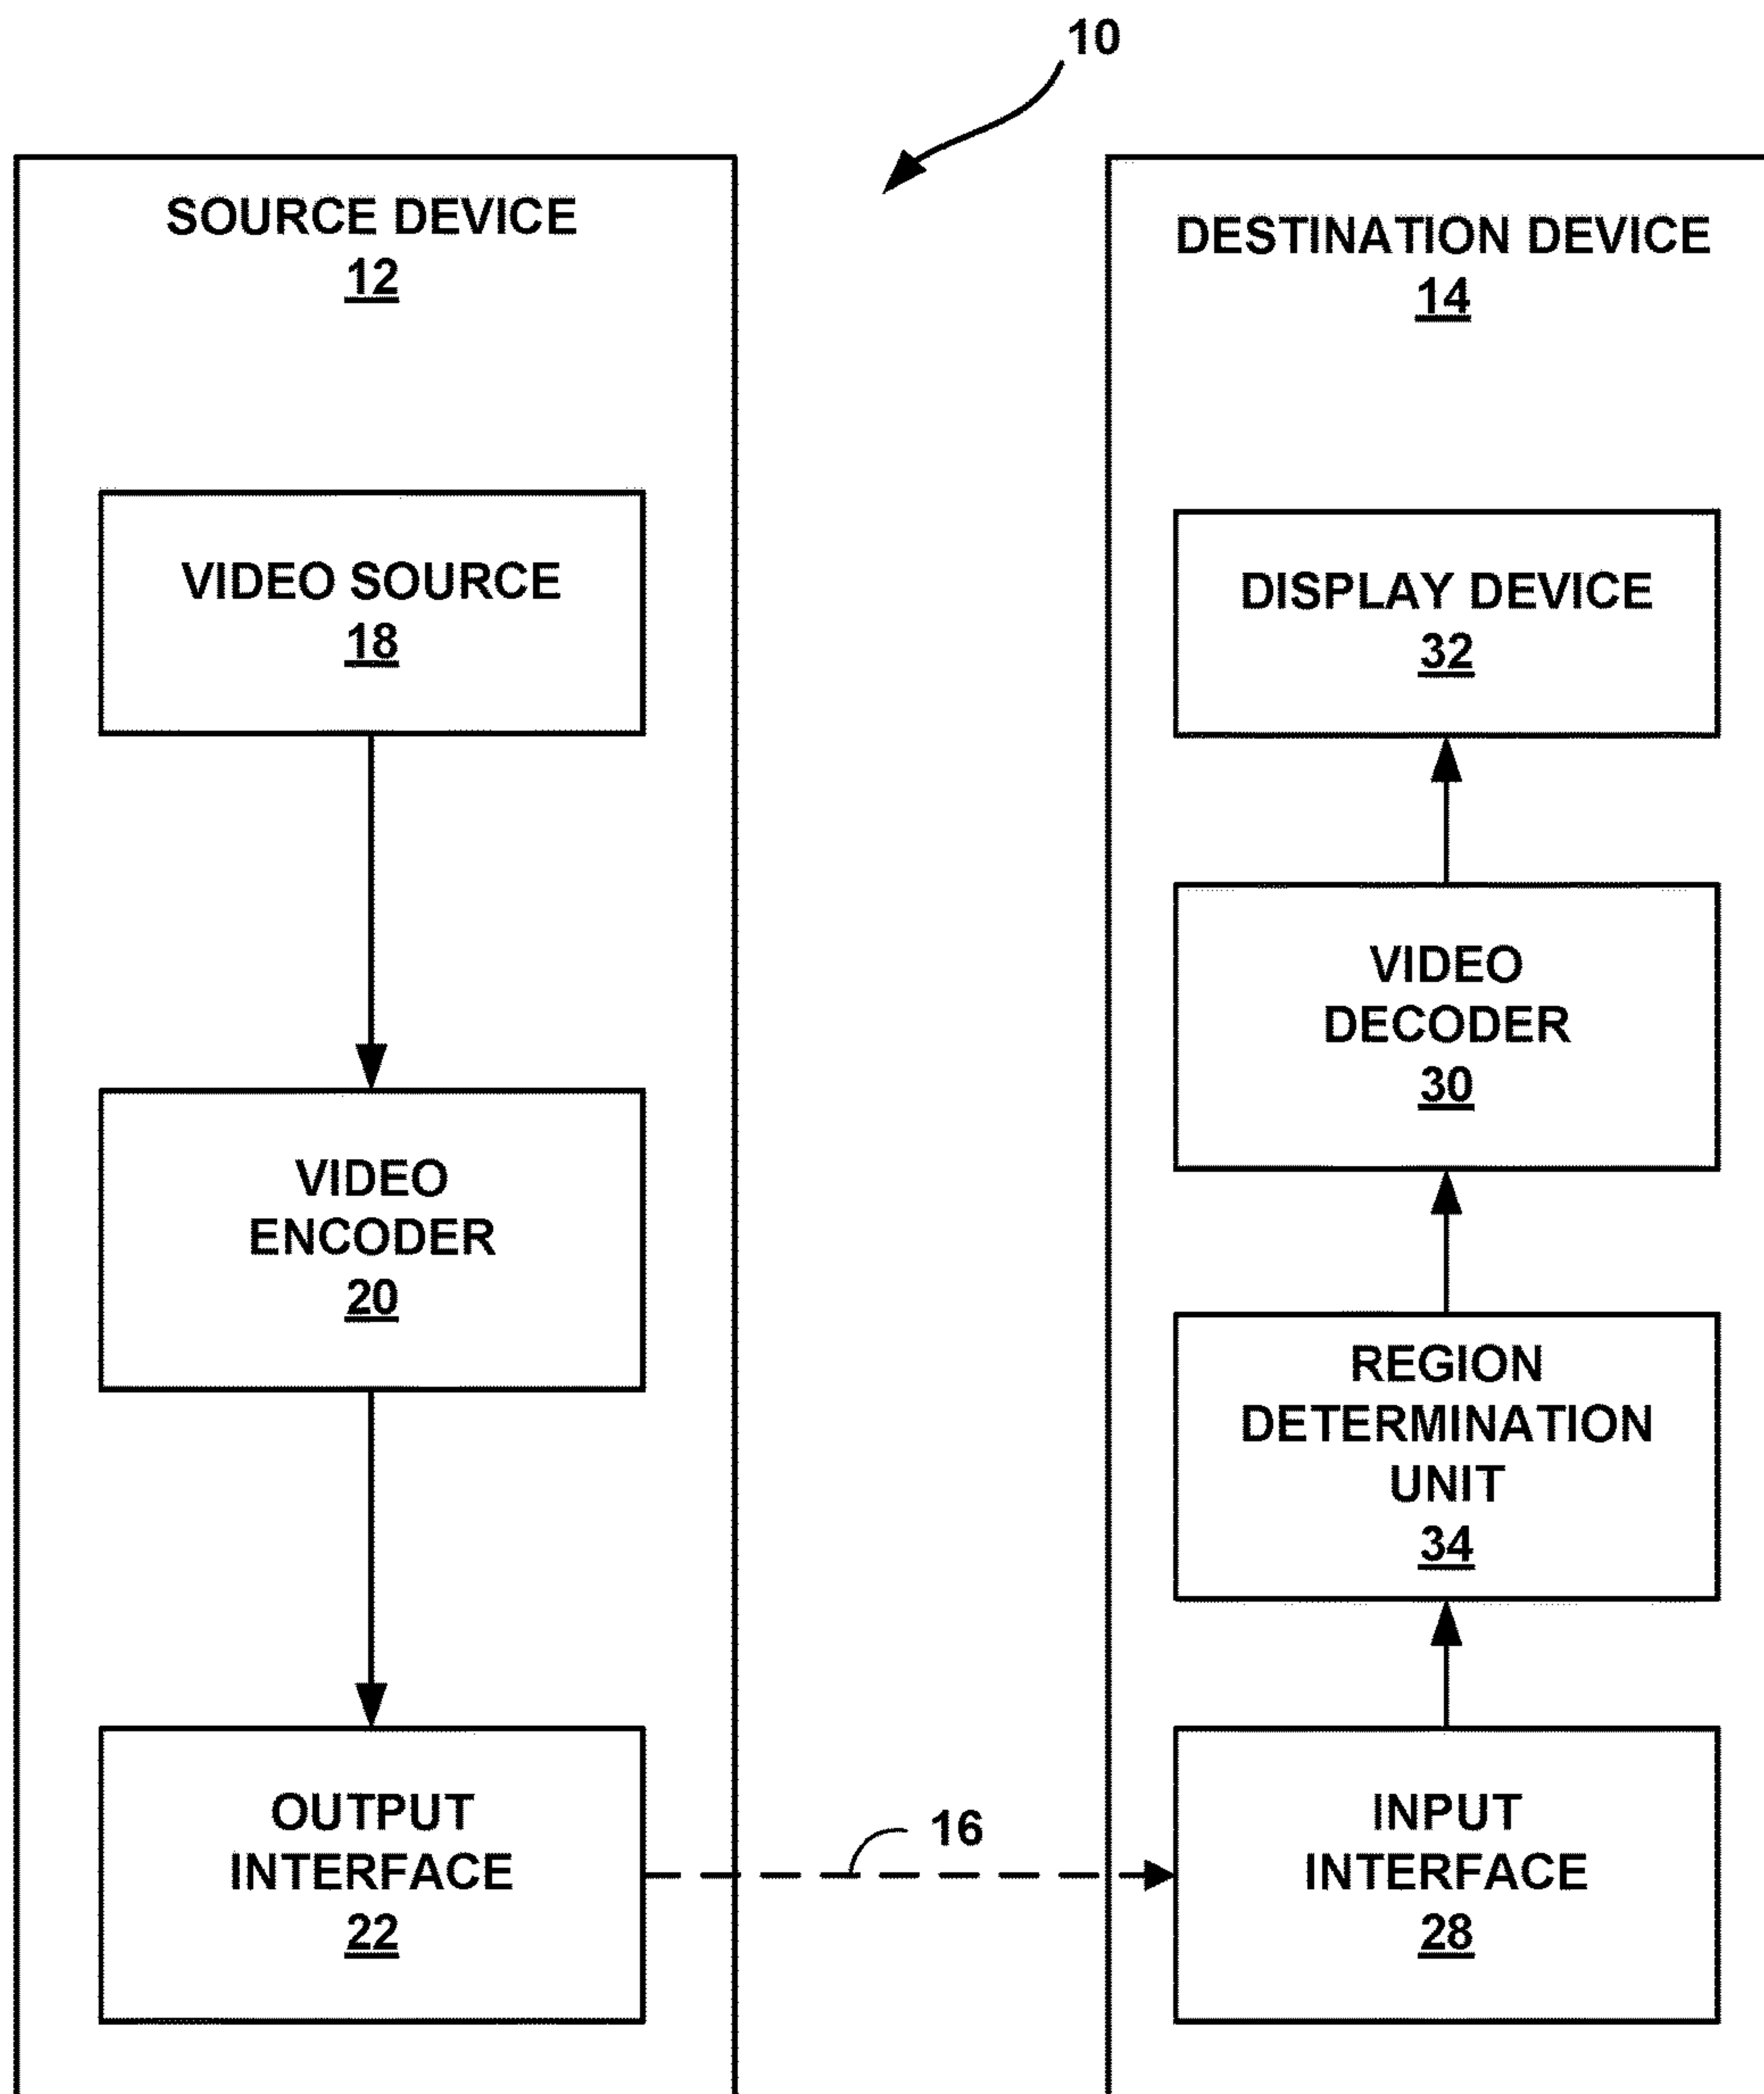 10
SOURCE DEVICE
12
VIDEO SOURCE
18
VIDEO
ENCODER
20
OUTPUT
INTERFACE
22
16
DESTINATION DEVICE
14
DISPLAY DEVICE
32
VIDEO
DECODER
30
REGION
DETERMINATION
UNIT
34
INPUT
INTERFACE
28